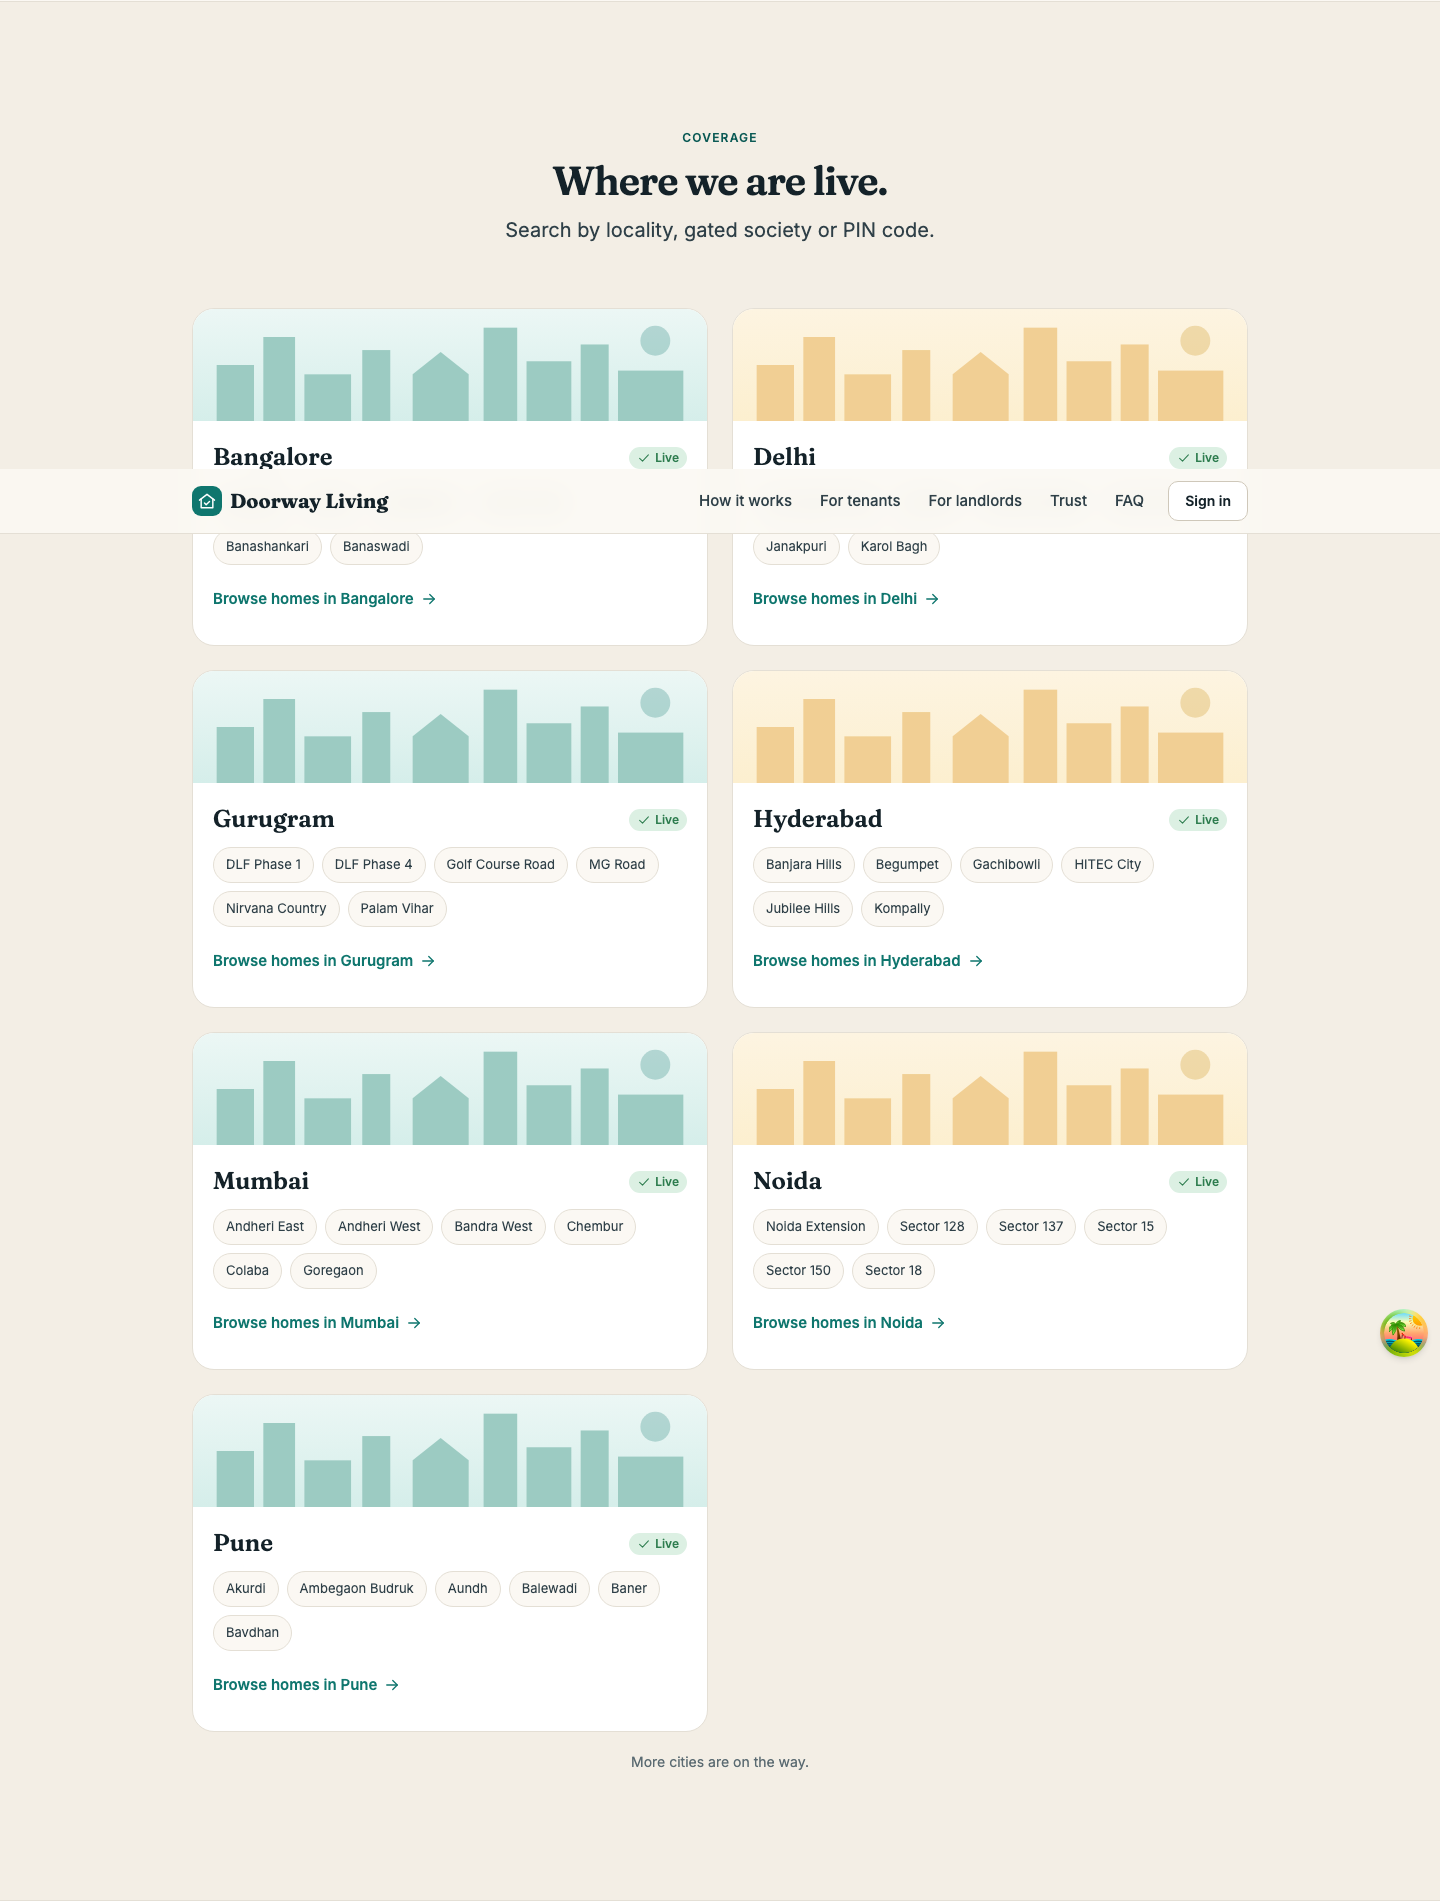 COVERAGE
Where we are live.
Search by locality, gated society or PIN code.
Bangalore
Live
Delhi
Live
Doorway Living
How it works
For tenants
For landlords
Trust
FAQ
Sign in
Banashankari
Banaswadi
Janakpuri
Karol Bagh
Browse homes in Bangalore →
Browse homes in Delhi →
Gurugram
Live
DLF Phase 1
DLF Phase 4
Golf Course Road
MG Road
Nirvana Country
Palam Vihar
Browse homes in Gurugram →
Hyderabad
Live
Banjara Hills
Begumpet
Gachibowli
HITEC City
Jubilee Hills
Kompally
Browse homes in Hyderabad →
Mumbai
Live
Andheri East
Andheri West
Bandra West
Chembur
Colaba
Goregaon
Browse homes in Mumbai →
Noida
Live
Noida Extension
Sector 128
Sector 137
Sector 15
Sector 150
Sector 18
Browse homes in Noida →
Pune
Live
Akurdi
Ambegaon Budruk
Aundh
Balewadi
Baner
Bavdhan
Browse homes in Pune →
More cities are on the way.